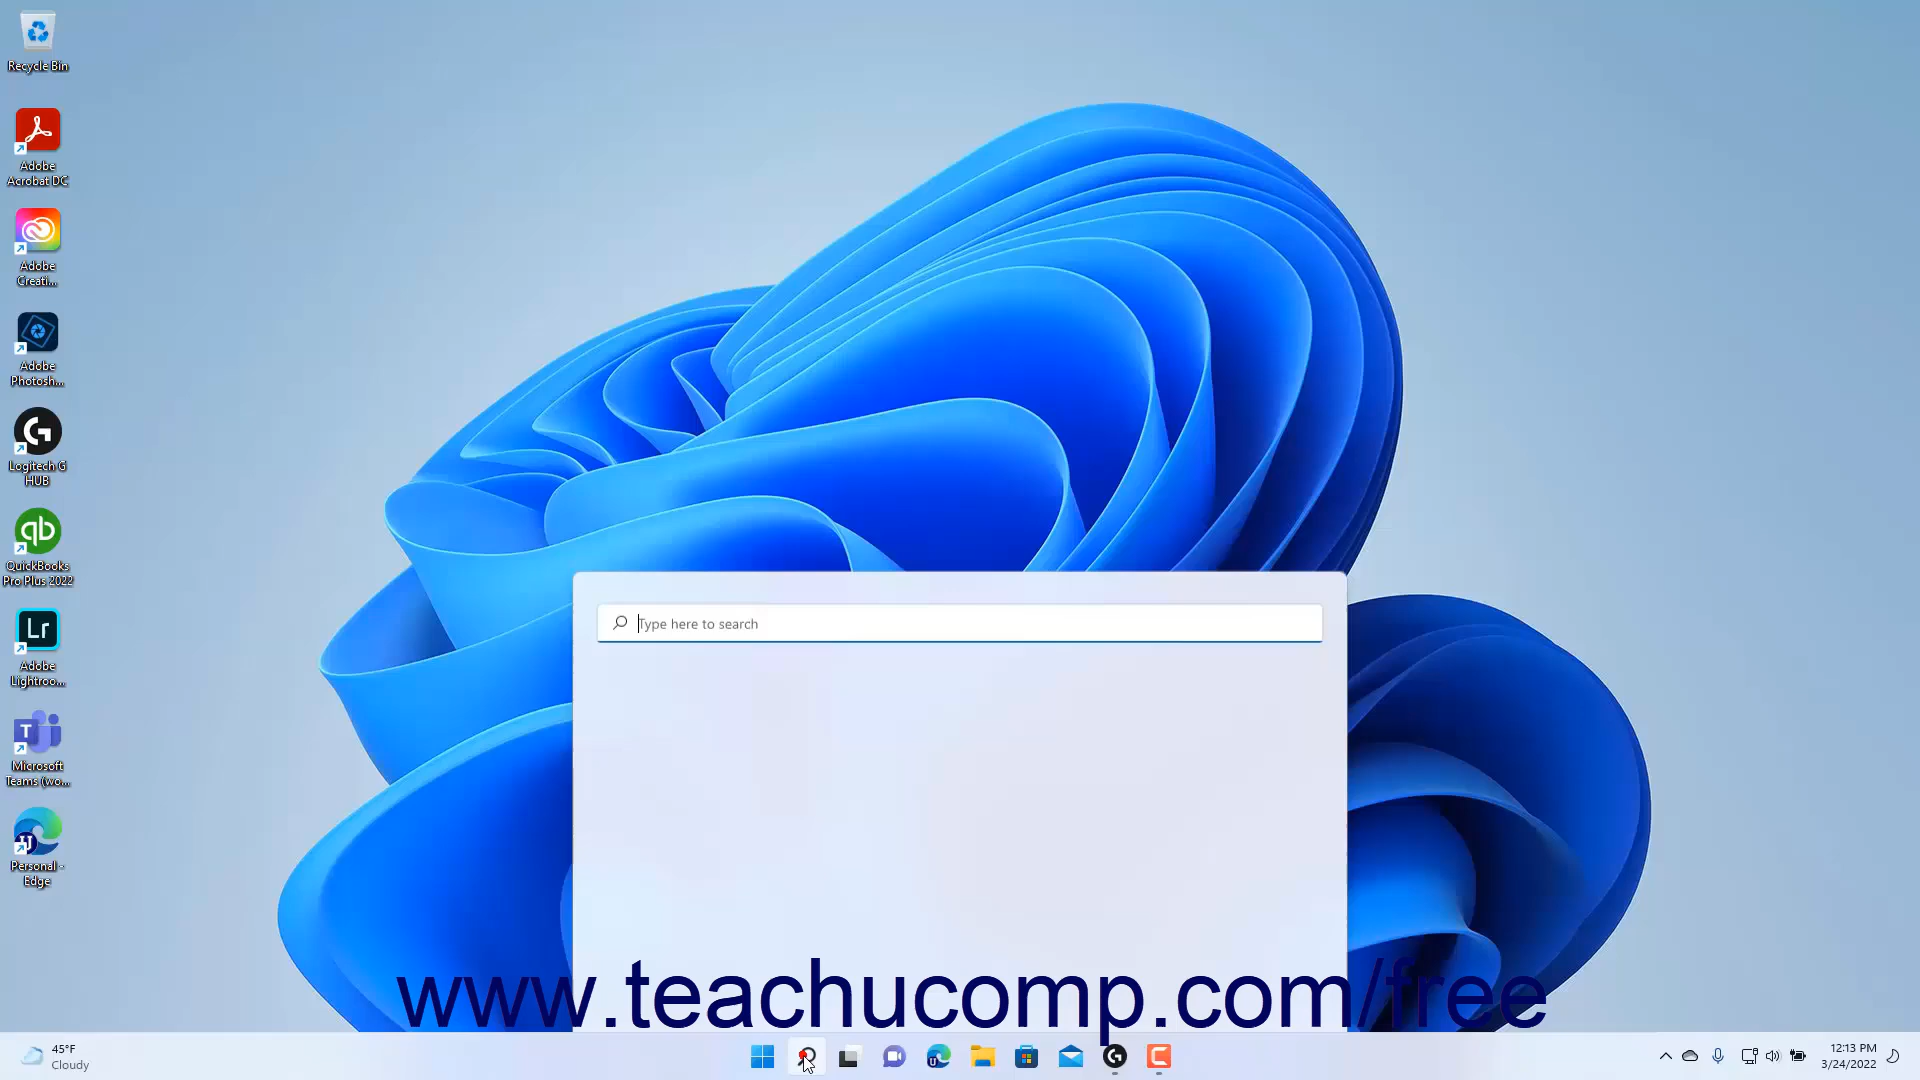 Recycle Bin
Adobe
Acrobat DC
Adobe
Creati...
Adobe
Photosh...
Logitech G
HUB
QuickBooks
Pro Plus 2022
Lr
Adobe
Lightroo...
Microsoft
Teams (wo...
Personal -
Edge
Type here to search
www.teachucomp.com/free
45°F
Cloudy
12:13 PM
3/24/2022